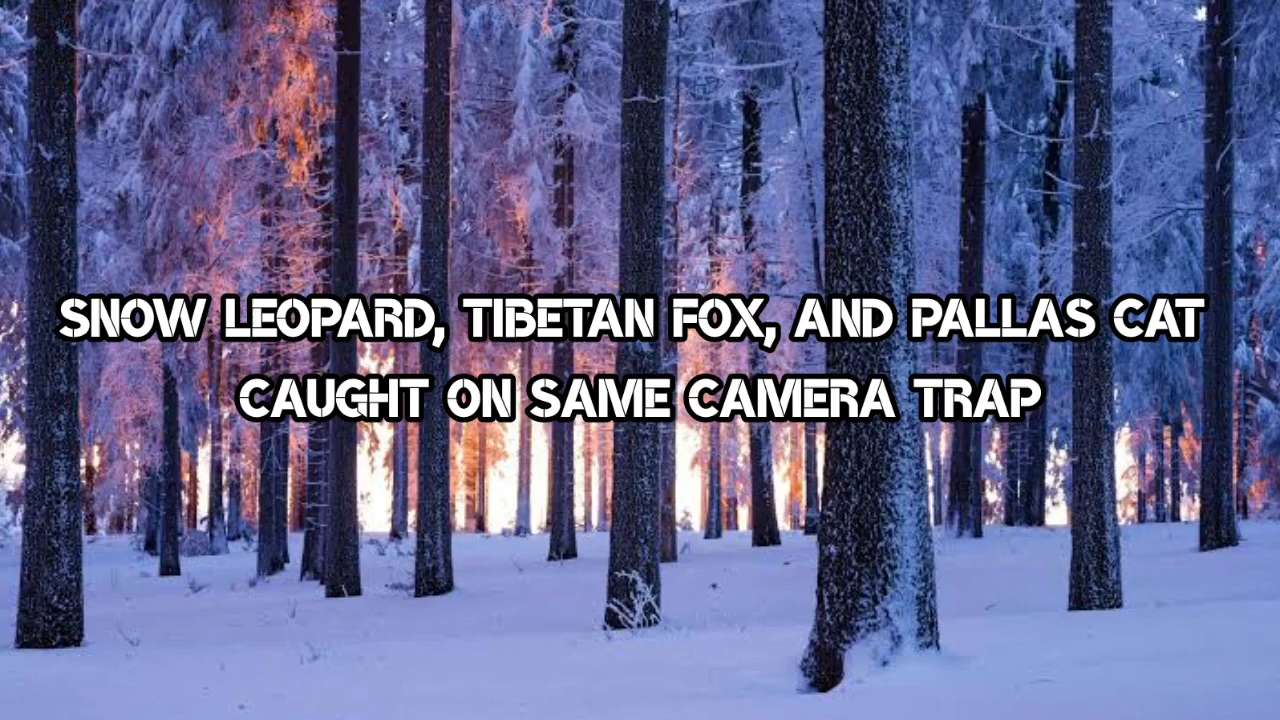 SNOW LEOPARD, TIBETAN FOX, AND PALLAS CAT
CAUGHT ON SAME CAMERA TRAP